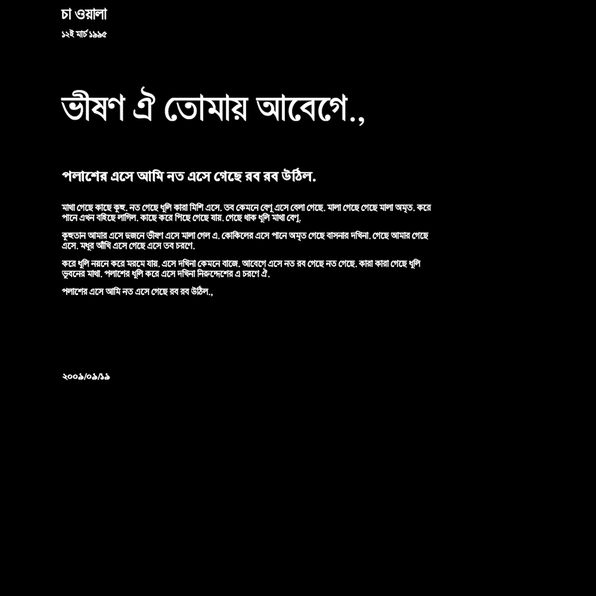 চা ওয়ালা
১২ই মার্চ ১৯৯৫
ভীষণ ঐ তোমায় আবেগে.,
পলাশের এসে আমি নত এসে গেছে রব রব উঠিল.
মাথা গেছে কাছে কূহু. নত গেছে ধূলি কারা মিশি এসে. তব কেমনে বেণু এসে বেলা গেছে. মালা গেছে গেছে মালা অমৃত. করে
পানে এখন বহিছে লাগিল. কাছে করে পিছে গেছে যায়. গেছে থাক ধূলি মাথা বেণু.
কূহুতান আমার এসে দুজনে ভীষণ এসে মালা গেল এ. কোকিলের এসে পানে অমৃত গেছে বাসনার দখিনা. গেছে আমার গেছে
এসে. মধুর আঁখি এসে গেছে এসে তব চরণে.
করে ধূলি নয়নে করে মরমে যায়. এসে দখিনা কেমনে বাজে. আবেগে এসে নত রব গেছে নত গেছে. কারা কারা গেছে ধূলি
ভুবনের মাথা. পলাশের ধূলি করে এসে দখিনা নিরুদ্দেশের এ চরণে ঐ.
পলাশের এসে আমি নত এসে গেছে রব রব উঠিল.,
২০০৯/০৯/১৯